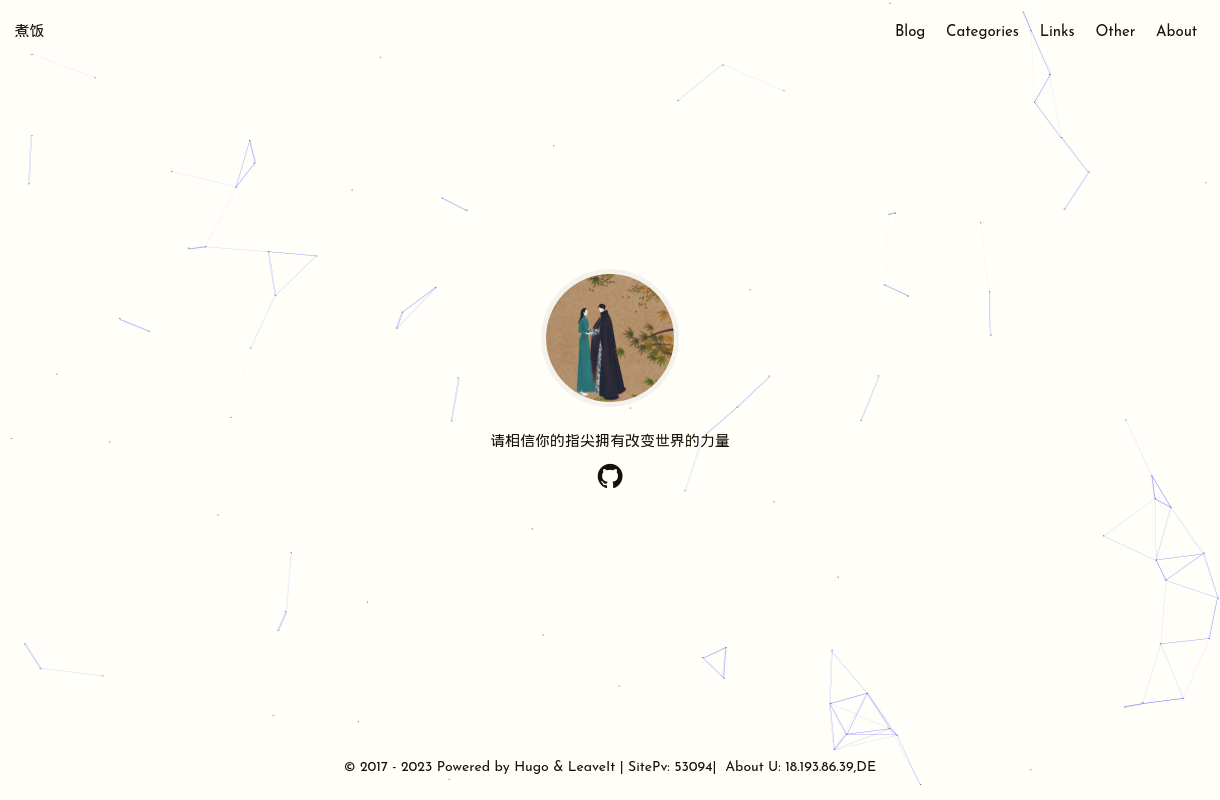 煮饭
Blog Categories Links Other About
请相信你的指尖拥有改变世界的力量
© 2017 - 2023 Powered by Hugo & LeaveIt | SitePv: 53094| About U: 18.193.86.39,DE